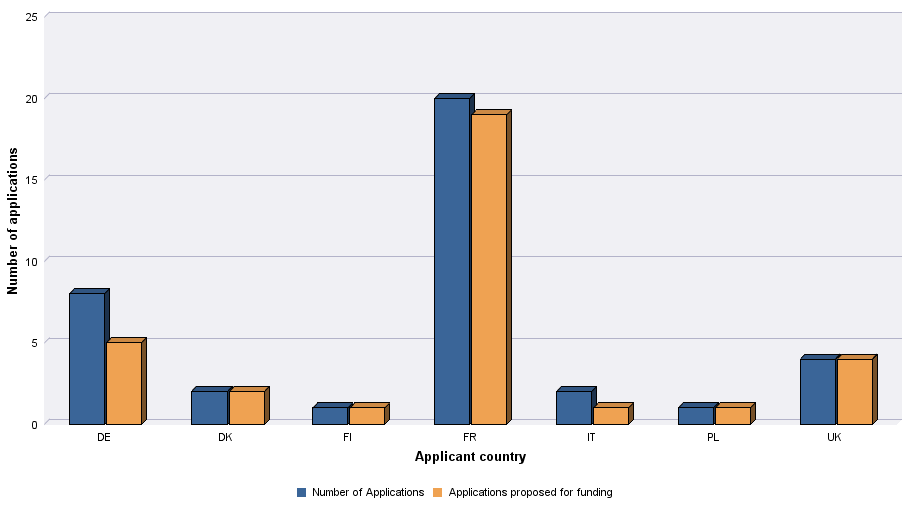 25
20
15
10
5
0
Number of applications
DE DK FI FR IT PL UK
Applicant country
Number of Applications Applications proposed for funding